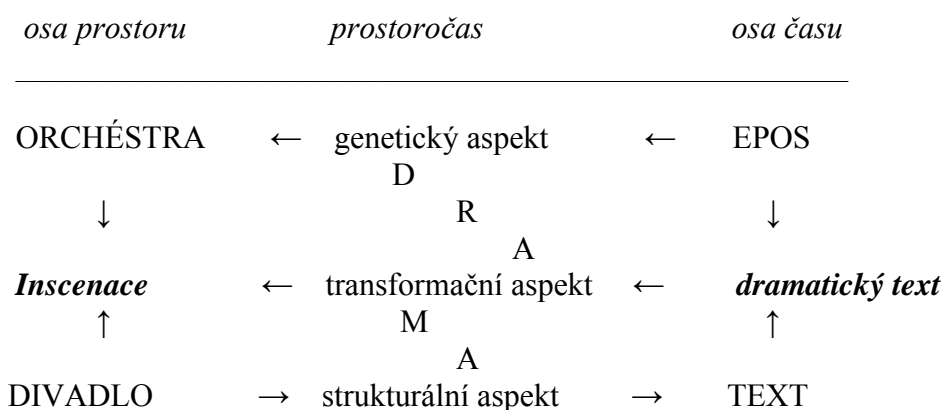 osa prostoru prostoročas osa času
ORCHÉSTRA ← genetický aspekt ← EPOS
D
↓ R ↓
A
Inscenace ← transformační aspekt ← dramatický text
↑ M ↑
A
DIVADLO → strukturální aspekt → TEXT